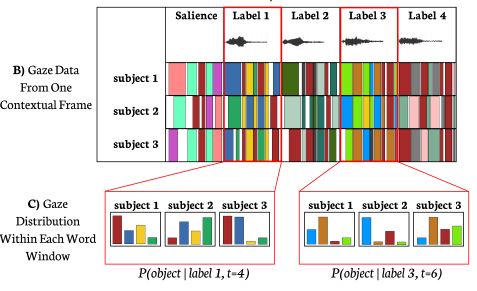 Salience Label 1 Label 2 Label 3 Label 4
B) Gaze Data
From One
Contextual Frame
subject 1
subject 2
subject 3
C) Gaze
Distribution
Within Each Word
Window
subject 1 subject 2 subject 3
subject 1 subject 2 subject 3
P(object | label 1, t=4)
P(object | label 3, t=6)